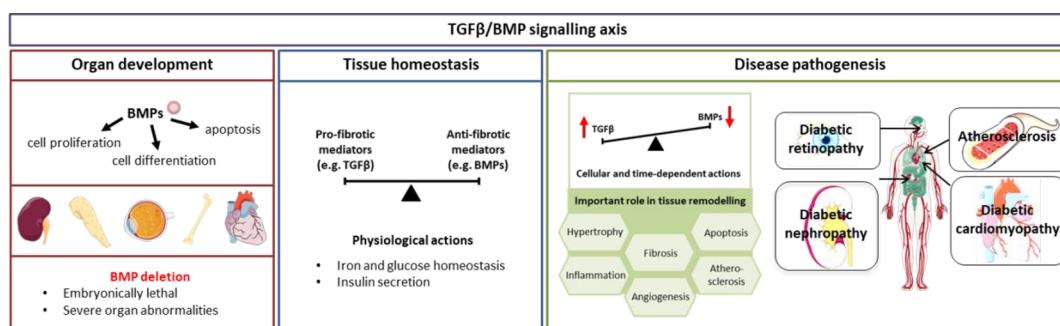 TGFβ/BMP signalling axis
Organ development
BMPs
cell proliferation
apoptosis
cell differentiation
BMP deletion
• Embryonically lethal
• Severe organ abnormalities
Tissue homeostasis
Pro-fibrotic
mediators
(e.g. TGFβ)
Anti-fibrotic
mediators
(e.g. BMPs)
Physiological actions
• Iron and glucose homeostasis
• Insulin secretion
Disease pathogenesis
TGFβ
BMPs
Cellular and time-dependent actions
Important role in tissue remodelling
Hypertrophy
Apoptosis
Fibrosis
Inflammation
Athero-
sclerosis
Angiogenesis
Diabetic
retinopathy
Atherosclerosis
Diabetic
nephropathy
Diabetic
cardiomyopathy